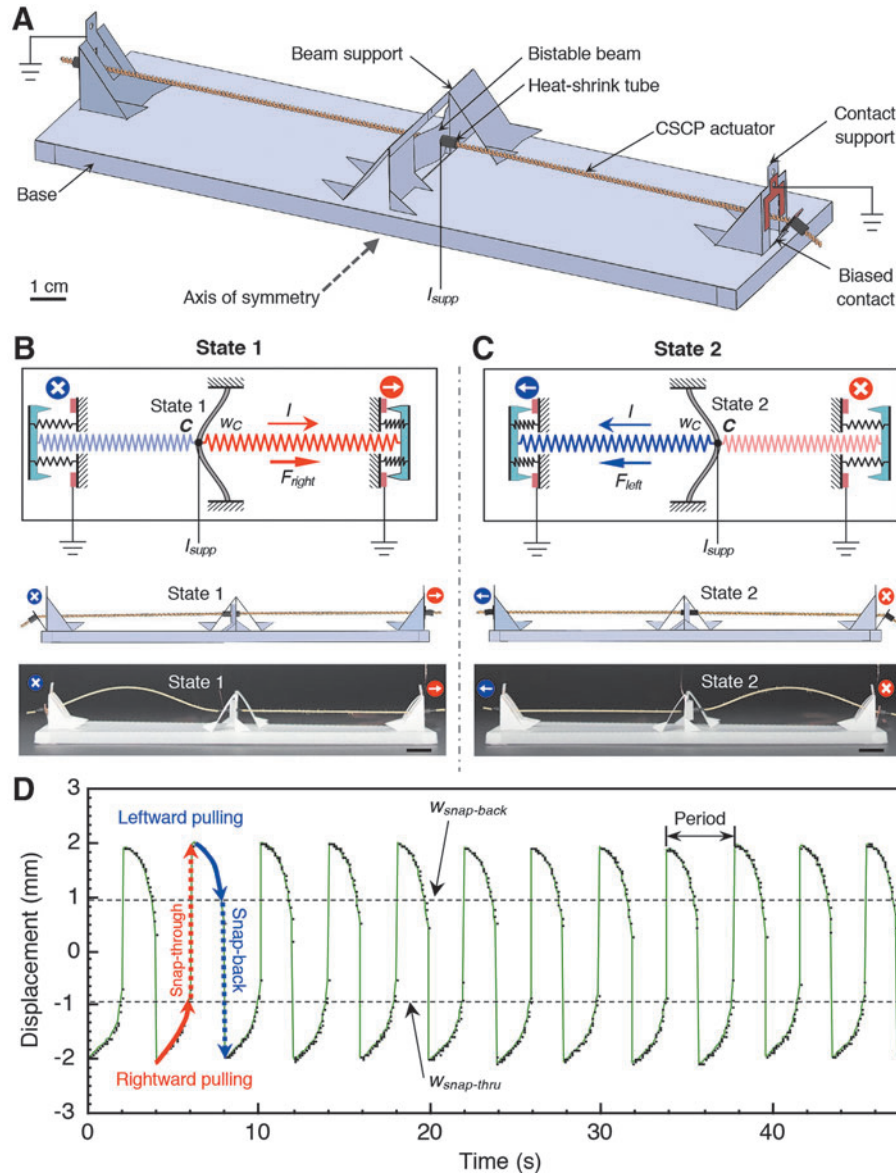 A
Beam support
Bistable beam
Heat-shrink tube
CSCP actuator
Contact
support
Base
Axis of symmetry
I_supp
Biased
contact
1 cm
B
State 1
State 1
C
w_C
I
F_right
I_supp
State 1
State 1
C
State 2
State 2
C
w_C
I
F_left
I_supp
State 2
State 2
D
Displacement (mm)
3
2
1
0
-1
-2
-3
Leftward pulling
Snap-through
Snap-back
Rightward pulling
w_snap-back
w_snap-thru
Period
0
10
20
30
40
Time (s)